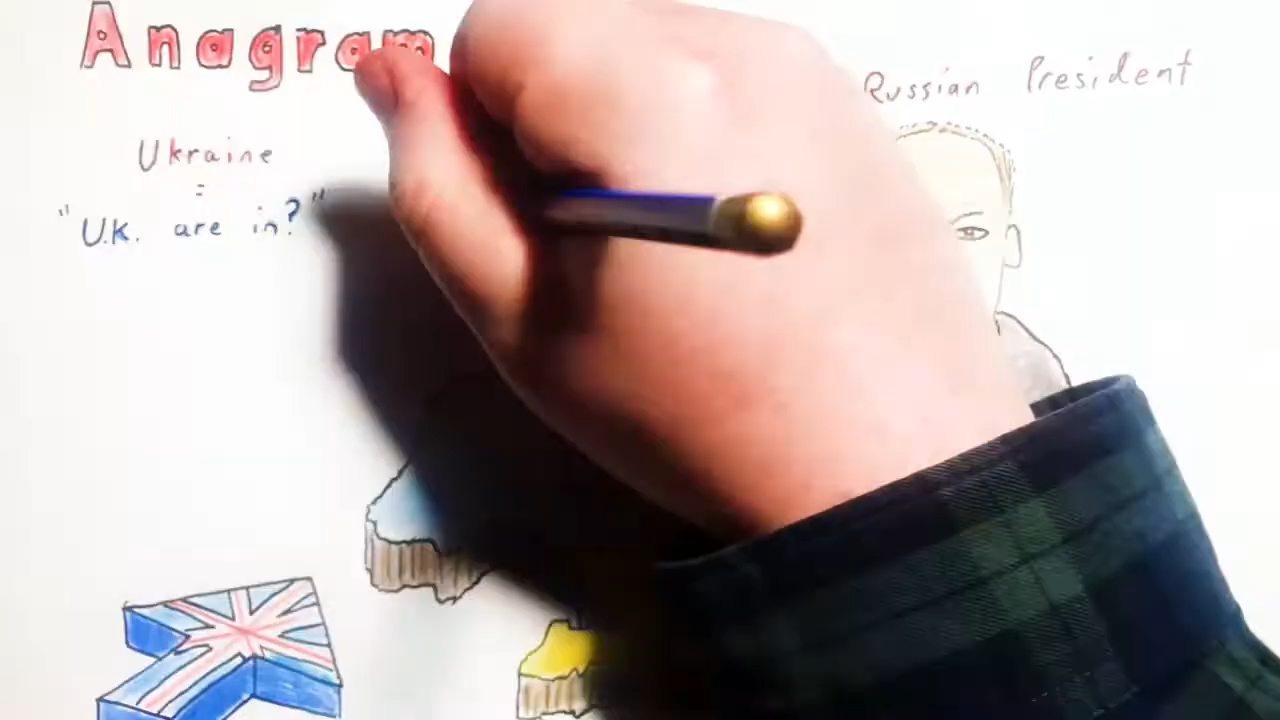 Anagram
Russian President
Ukraine
=
"U.K. are in?"